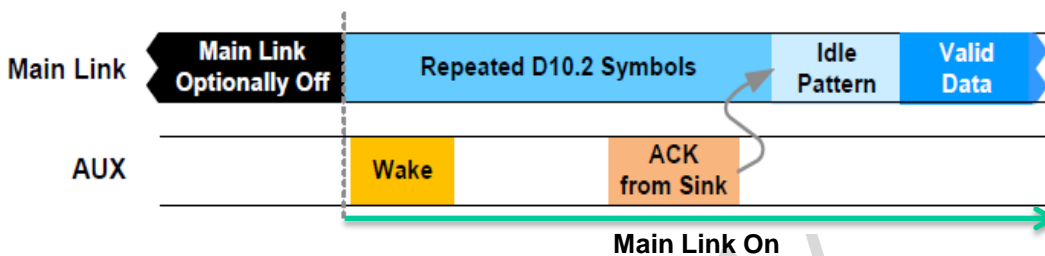 Main Link
Main Link
Optionally Off
Repeated D10.2 Symbols
Idle
Pattern
Valid
Data
AUX
Wake
ACK
from Sink
Main Link On